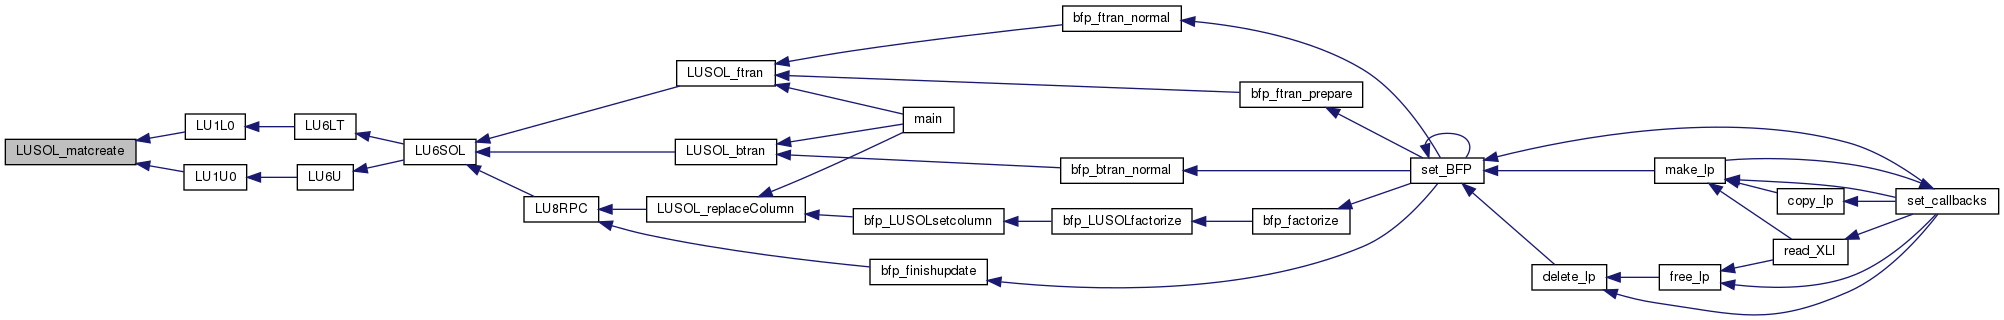 LUSOL_matcreate
LU1L0
LU1U0
LU6LT
LU6U
LU6SOL
LUSOL_ftran
LUSOL_btran
LU8RPC
LUSOL_replaceColumn
bfp_ftran_normal
bfp_ftran_prepare
main
bfp_btran_normal
bfp_LUSOLsetcolumn
bfp_LUSOLfactorize
bfp_factorize
bfp_finishupdate
set_BFP
make_lp
copy_lp
set_callbacks
read_XLI
delete_lp
free_lp